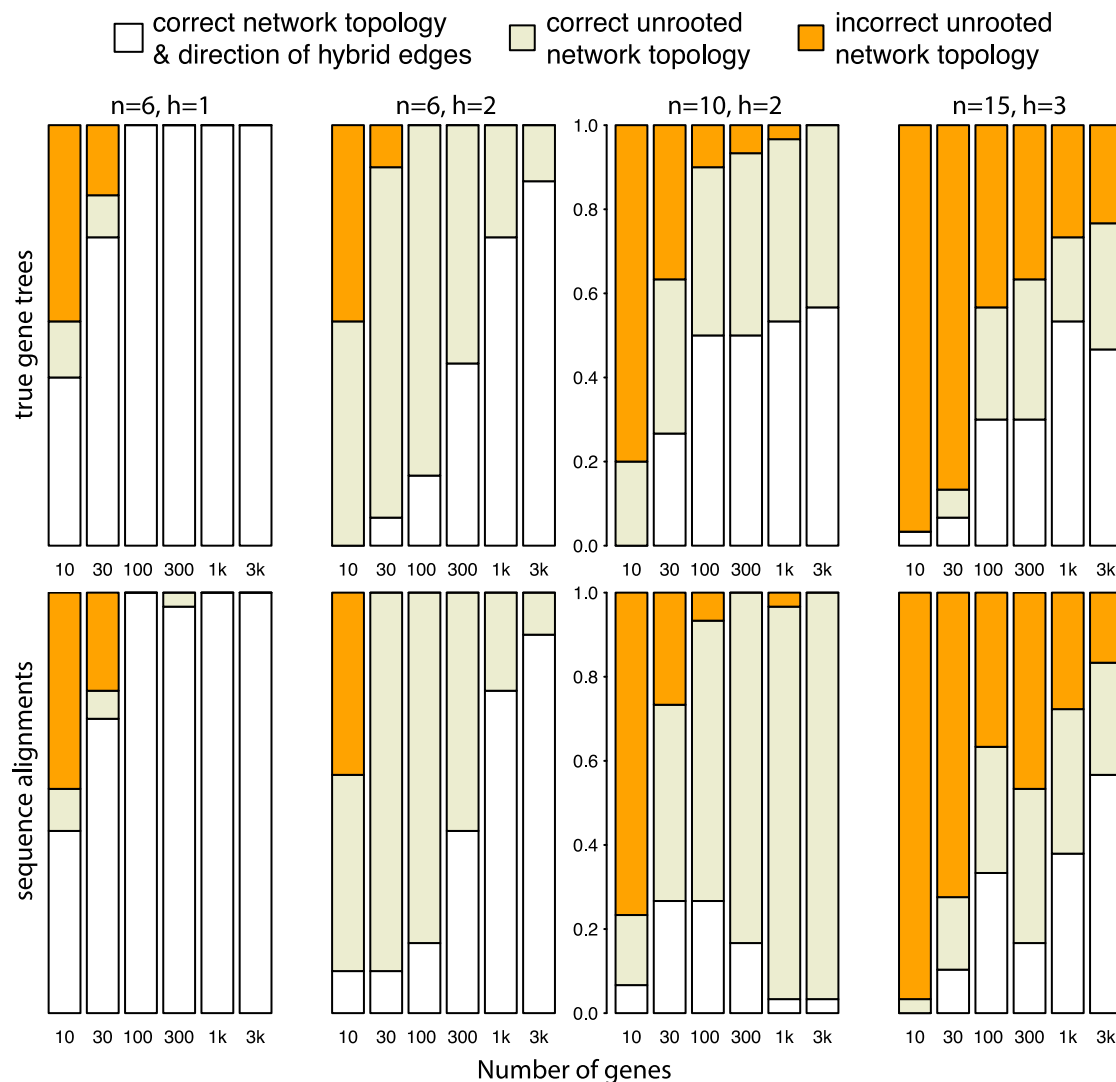 correct network topology
& direction of hybrid edges
correct unrooted
network topology
incorrect unrooted
network topology
n=6, h=1
n=6, h=2
n=10, h=2
n=15, h=3
true gene trees
1.0
0.8
0.6
0.4
0.2
0.0
10 30 100 300 1k 3k
10 30 100 300 1k 3k
10 30 100 300 1k 3k
10 30 100 300 1k 3k
sequence alignments
1.0
0.8
0.6
0.4
0.2
0.0
10 30 100 300 1k 3k
10 30 100 300 1k 3k
10 30 100 300 1k 3k
10 30 100 300 1k 3k
Number of genes